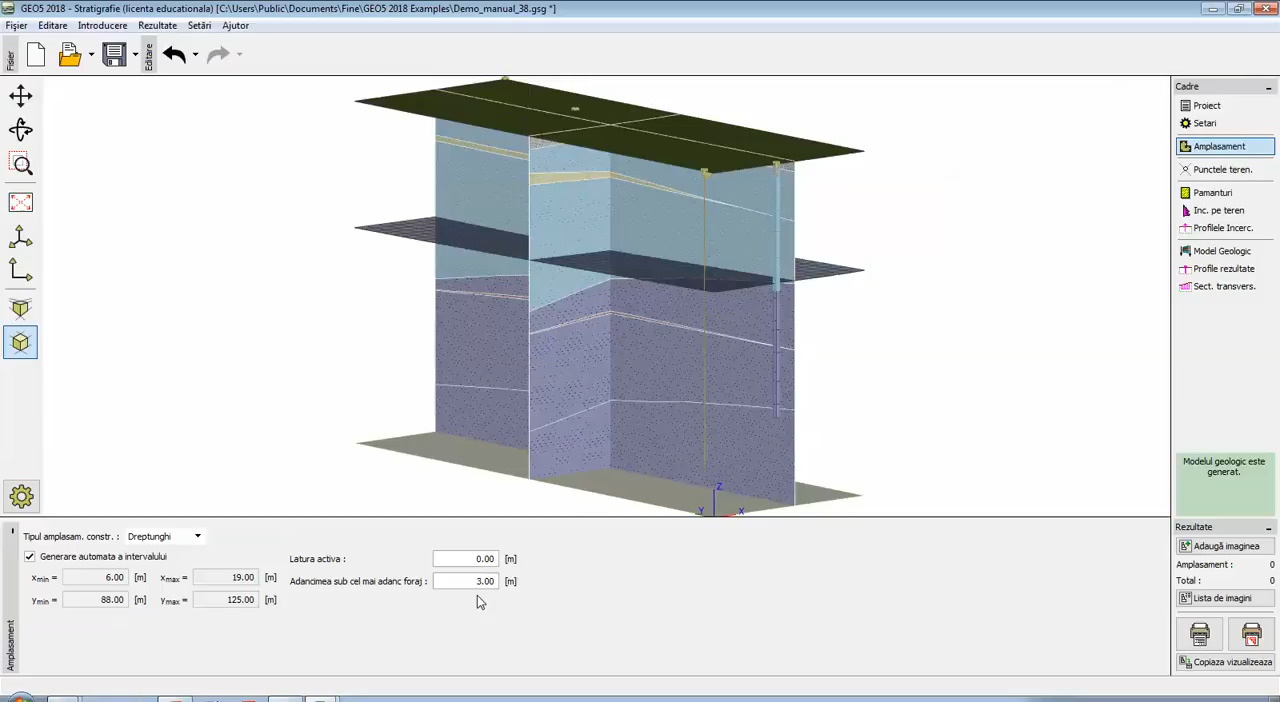 GEO5 2018 - Stratigrafie (licenta educationala) [C:\Users\Public\Documents\Fine\GEO5 2018 Examples\Demo_manual_38.gsg *]
Fişier Editare Introducere Rezultate Setări Ajutor
Fisier
Editare
Cadre
Proiect
Setari
Amplasament
Punctele teren.
Pamanturi
Inc. pe teren
Profilele Incerc.
Model Geologic
Profile rezultate
Sect. transvers.
Modelul geologic este
generat.
Z
Y X
Rezultate
Adaugă imaginea
Amplasament : 0
Total : 0
Lista de imagini
Copiaza vizualizeaza
Amplasament
Tipul amplasam. constr. : Dreptunghi
Generare automata a intervalului
xmin = 6.00 [m] xmax = 19.00 [m]
ymin = 88.00 [m] ymax = 125.00 [m]
Latura activa : 0.00 [m]
Adancimea sub cel mai adanc foraj : 3.00 [m]